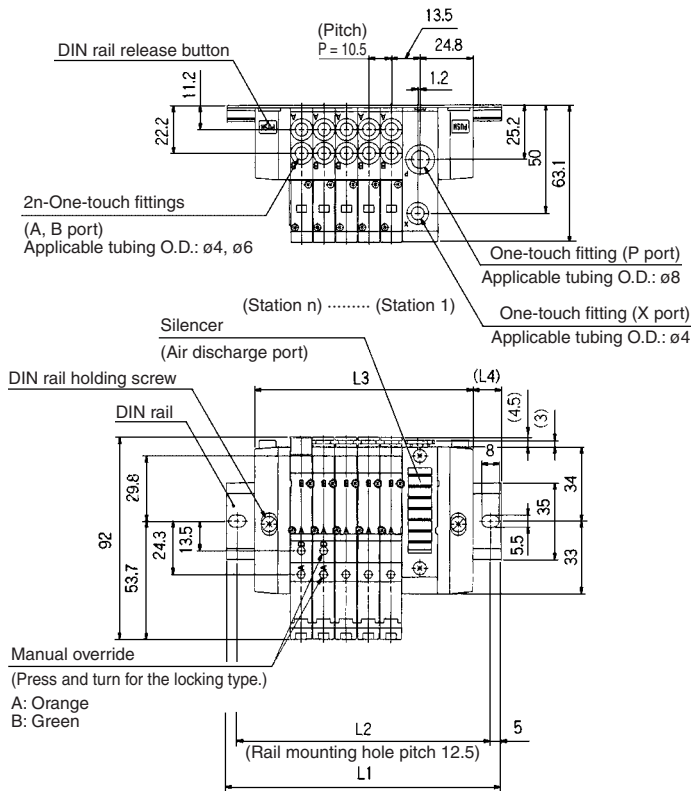 13.5
(Pitch)
P = 10.5
24.8
DIN rail release button
1.2
11.2
22.2
25.2
50
63.1
PUSH
PUSH
A A A A A
B B B B B
P
X
2n-One-touch fittings
(A, B port)
Applicable tubing O.D.: ø4, ø6
One-touch fitting (P port)
Applicable tubing O.D.: ø8
(Station n) ········· (Station 1)
One-touch fitting (X port)
Applicable tubing O.D.: ø4
Silencer
(Air discharge port)
L3
(L4)
(4.5)
(3)
DIN rail holding screw
DIN rail
8
29.8
92
13.5
24.3
53.7
34
35
5.5
33
B B B B B
A A A A A
B B
A A
Manual override
(Press and turn for the locking type.)
A: Orange
B: Green
L2
5
(Rail mounting hole pitch 12.5)
L1